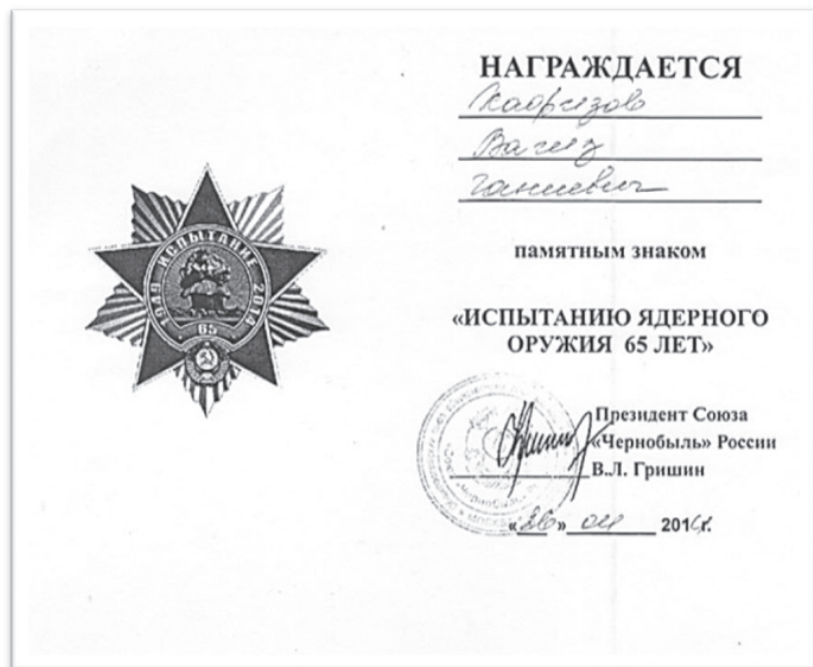 1949 ИСПЫТАНИЕ 2014
65
НАГРАЖДАЕТСЯ
Вагиз
Ганиевич
памятным знаком
«ИСПЫТАНИЮ ЯДЕРНОГО
ОРУЖИЯ 65 ЛЕТ»
Президент Союза
«Чернобыль» России
В.Л. Гришин
«26» 04 2014г.